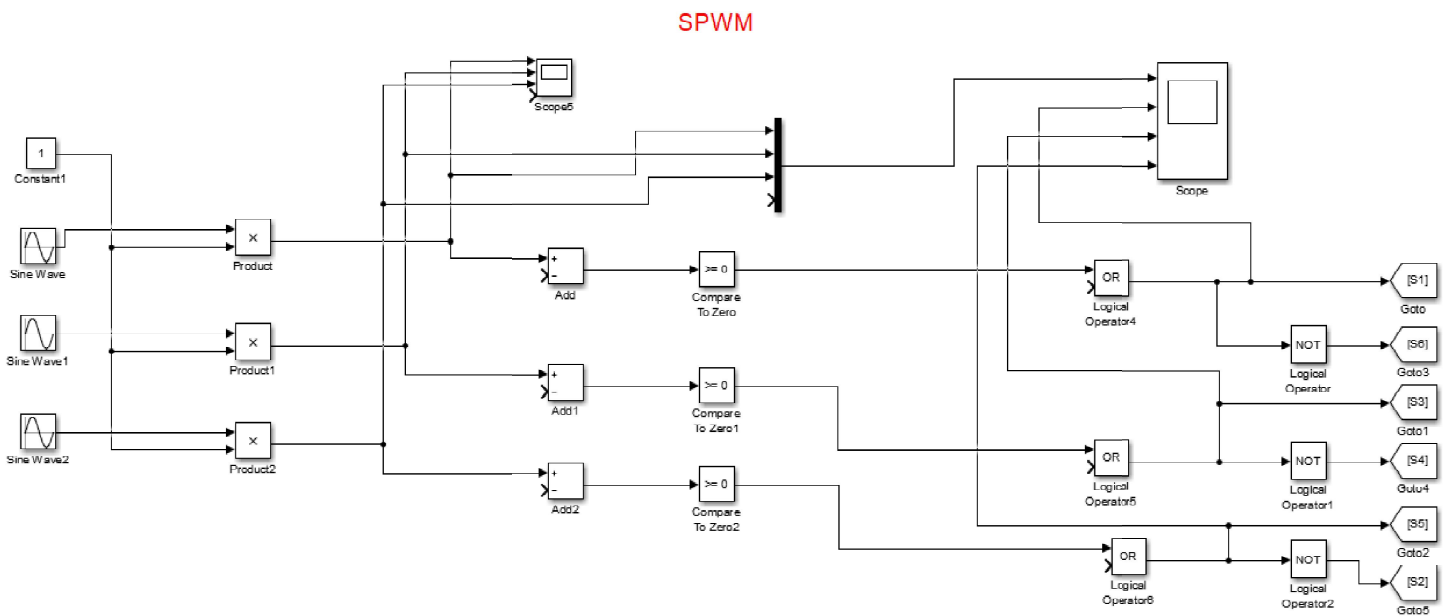 SPWM
Scope5
1
Constant1
Scope
×
Product
Sine Wave
+
−
Add
>= 0
Compare
To Zero
OR
Logical
Operator4
[S1]
Goto
×
Product1
Sine Wave1
NOT
Logical
Operator
[S6]
Goto3
+
−
Add1
>= 0
Compare
To Zero1
[S3]
Goto1
×
Product2
Sine Wave2
OR
Logical
Operator5
NOT
Logical
Operator1
[S4]
Goto4
+
−
Add2
>= 0
Compare
To Zero2
[S5]
Goto2
OR
Logical
Operator6
NOT
Logical
Operator2
[S2]
Goto5